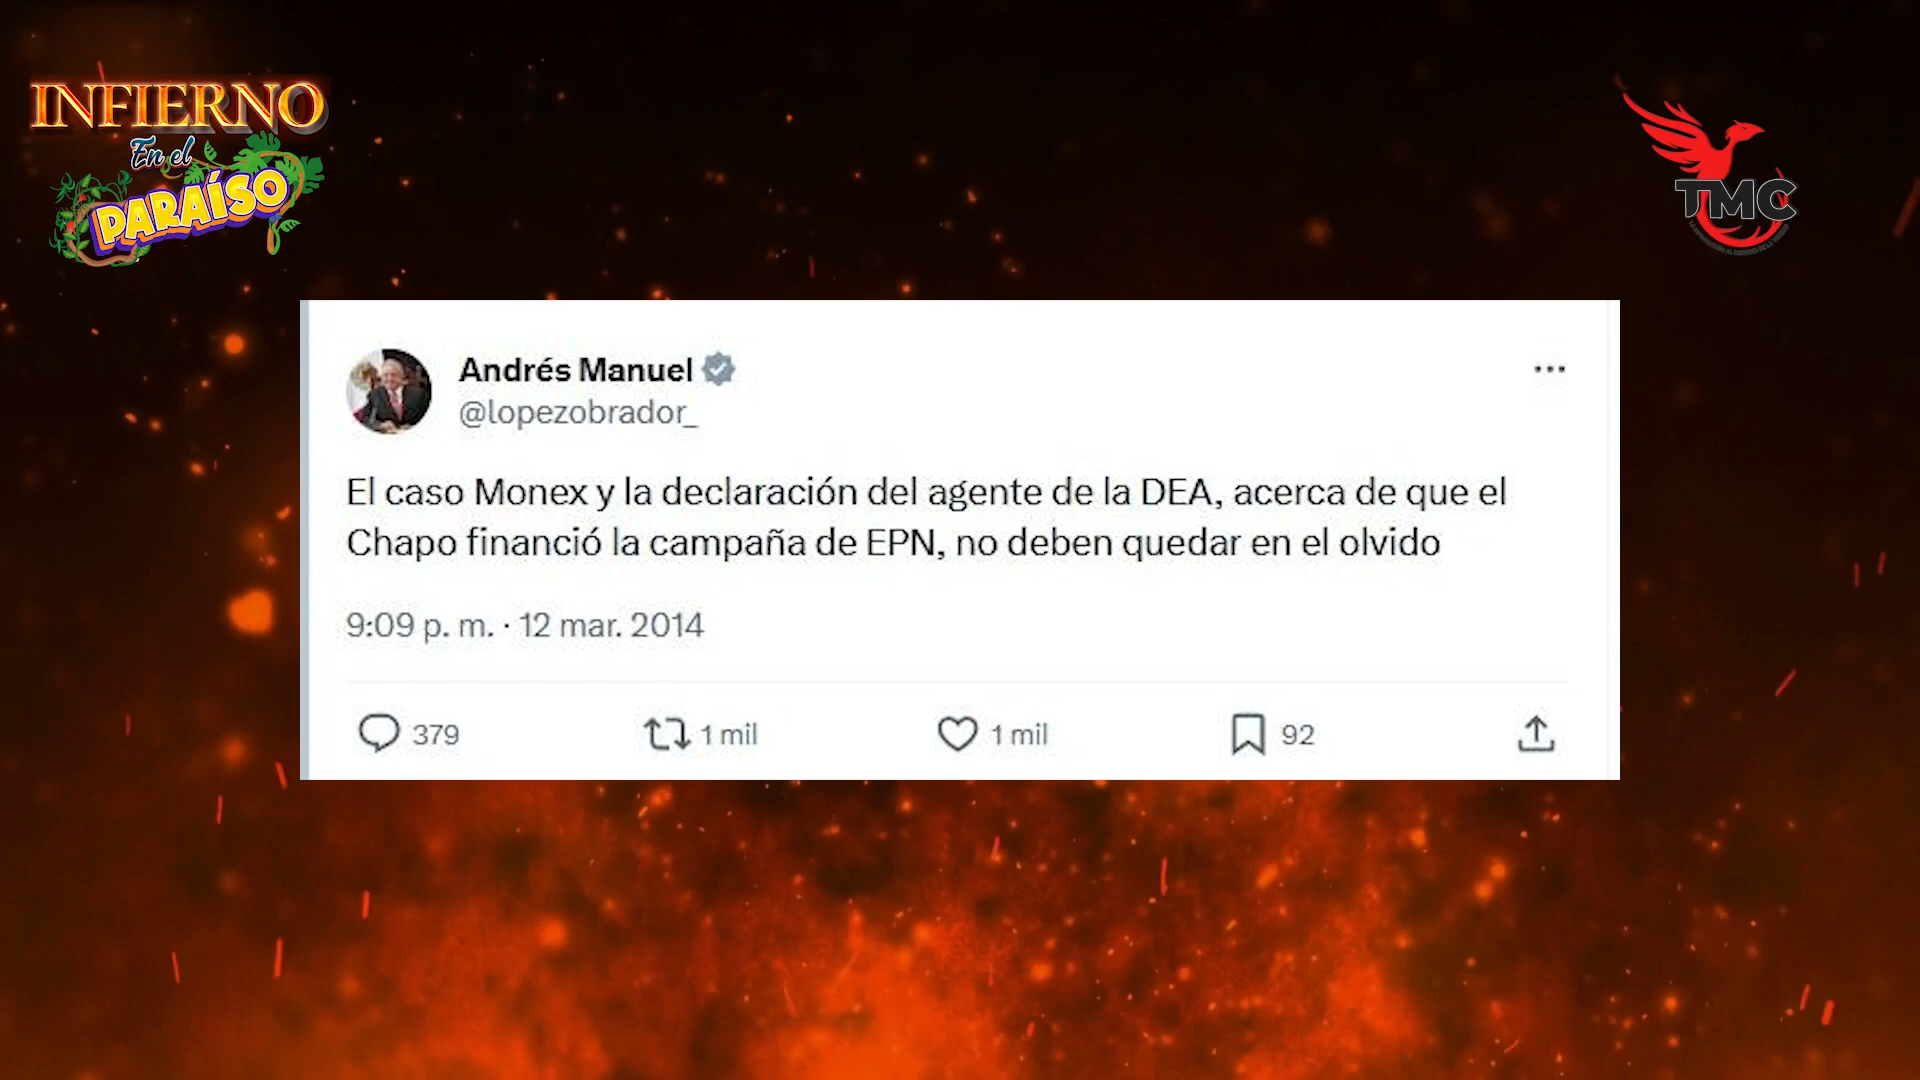 INFIERNO
En el
PARAÍSO
TMC
Andrés Manuel
@lopezobrador_
El caso Monex y la declaración del agente de la DEA, acerca de que el
Chapo financió la campaña de EPN, no deben quedar en el olvido
9:09 p. m. · 12 mar. 2014
379
1 mil
1 mil
92